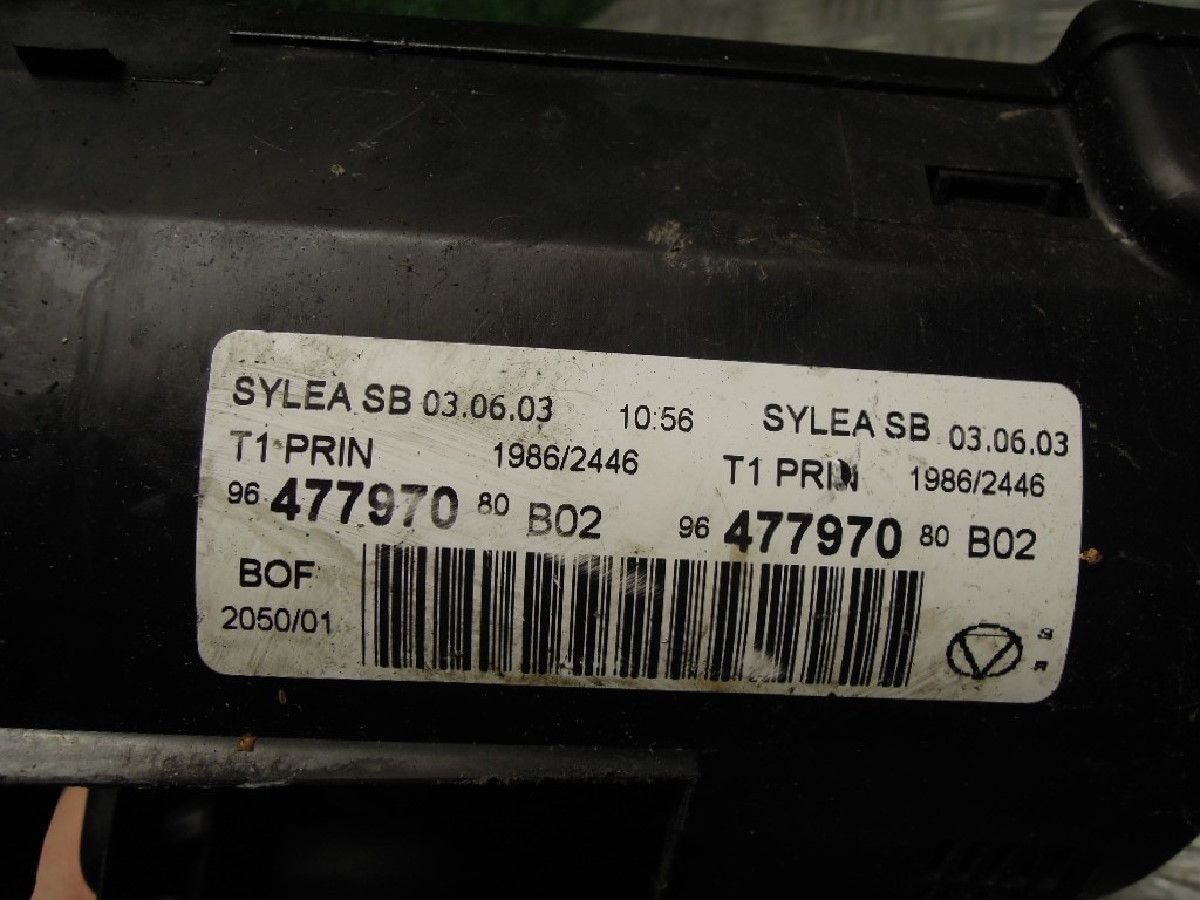 SYLEA SB 03.06.03 10:56 SYLEA SB 03.06.03
T1 PRIN 1986/2446 T1 PRIN 1986/2446
96 477970 80 B02 96 477970 80 B02
BOF
2050/01